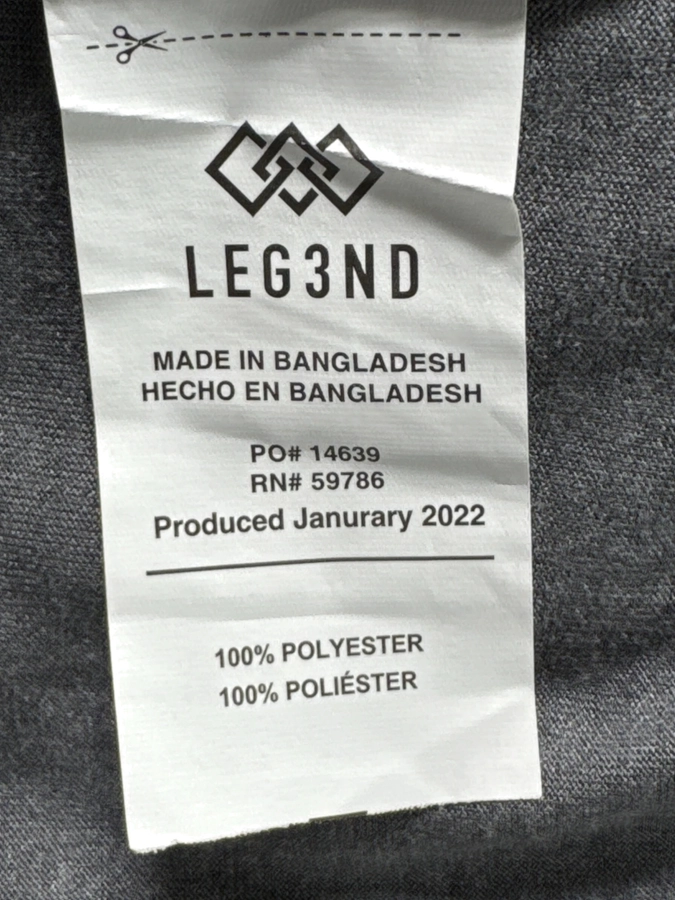 LEG3ND
MADE IN BANGLADESH
HECHO EN BANGLADESH
PO# 14639
RN# 59786
Produced Janurary 2022
100% POLYESTER
100% POLIÉSTER